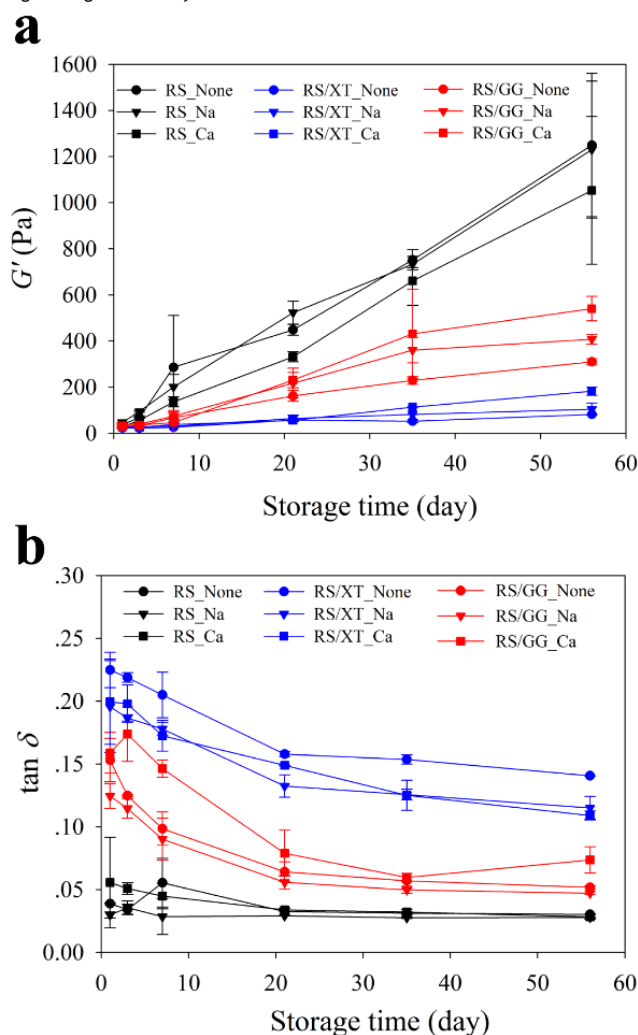 a
1600
1400
1200
1000
800
600
400
200
0
G' (Pa)
RS_None RS/XT_None RS/GG_None
RS_Na RS/XT_Na RS/GG_Na
RS_Ca RS/XT_Ca RS/GG_Ca
0 10 20 30 40 50 60
Storage time (day)
b
.30
.25
.20
.15
.10
.05
0.00
tan δ
RS_None RS/XT_None RS/GG_None
RS_Na RS/XT_Na RS/GG_Na
RS_Ca RS/XT_Ca RS/GG_Ca
0 10 20 30 40 50 60
Storage time (day)